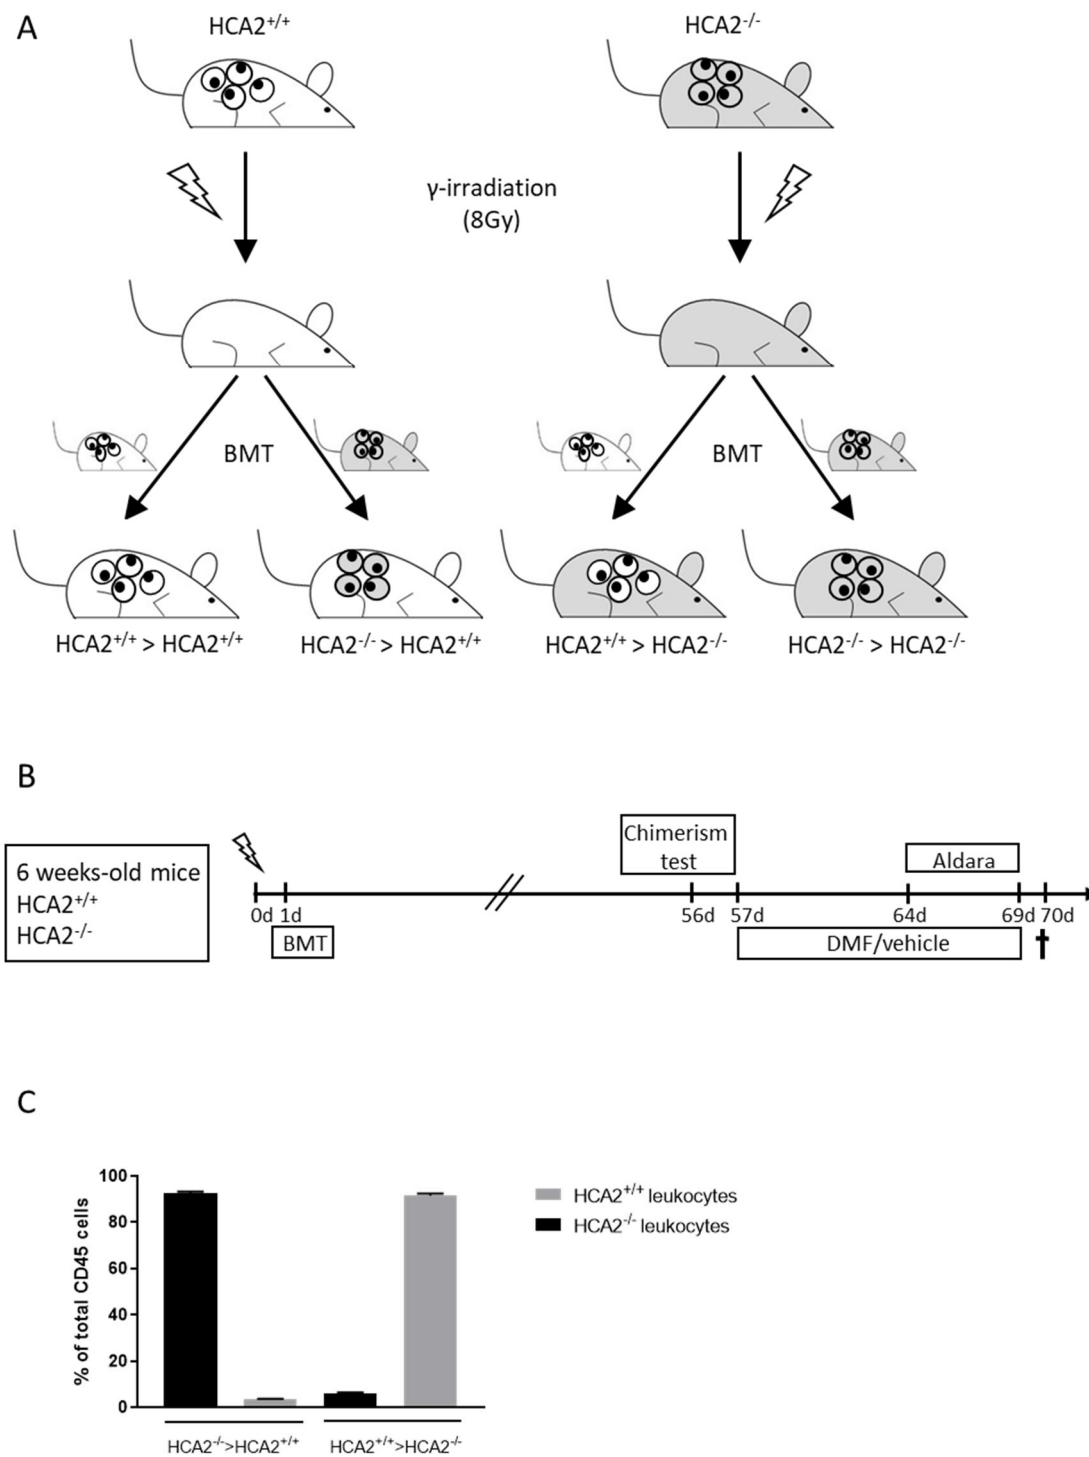 A
HCA2+/+
HCA2-/-
γ-irradiation
(8Gy)
BMT
BMT
HCA2+/+ > HCA2+/+
HCA2-/- > HCA2+/+
HCA2+/+ > HCA2-/-
HCA2-/- > HCA2-/-
B
6 weeks-old mice
HCA2+/+
HCA2-/-
Chimerism
test
Aldara
0d 1d
56d
57d
64d
69d 70d
BMT
DMF/vehicle
C
% of total CD45 cells
100
80
60
40
20
0
HCA2-/->HCA2+/+
HCA2+/+>HCA2-/-
HCA2+/+ leukocytes
HCA2-/- leukocytes